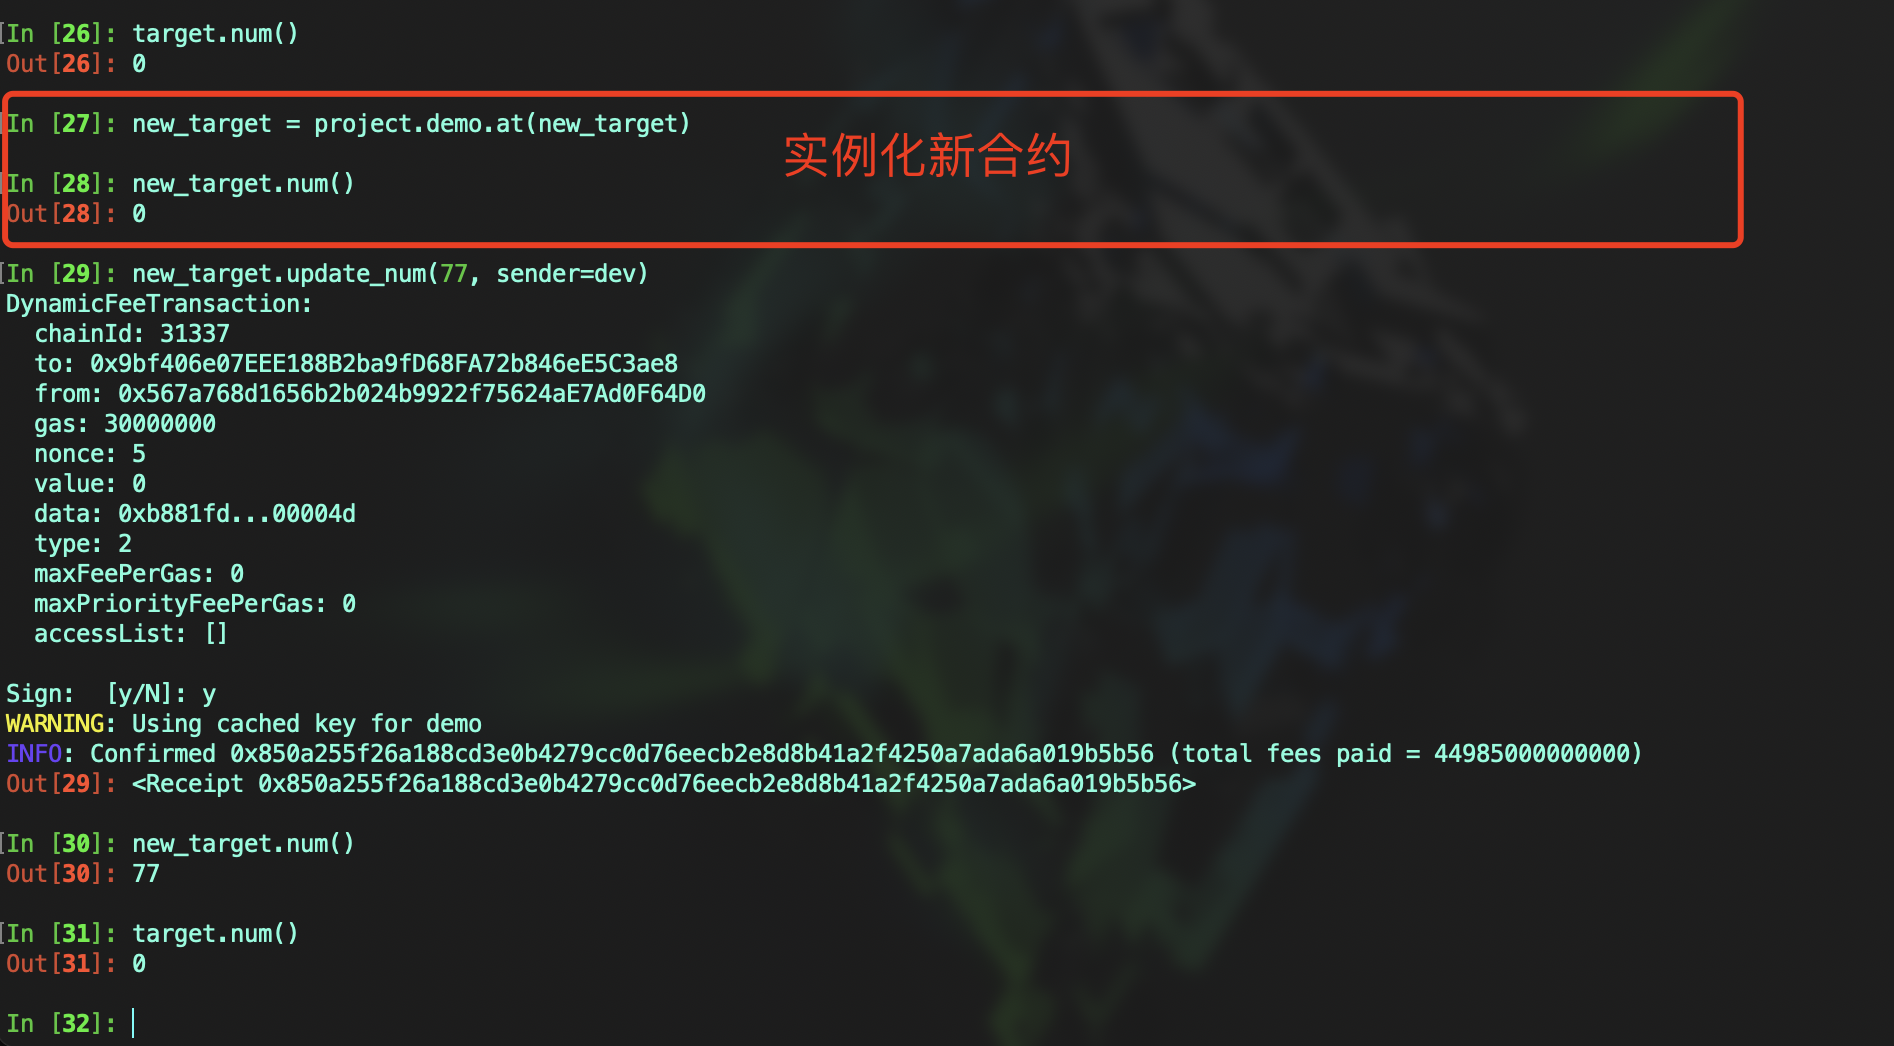 In [26]: target.num()
Out[26]: 0
In [27]: new_target = project.demo.at(new_target)
实例化新合约
In [28]: new_target.num()
Out[28]: 0
In [29]: new_target.update_num(77, sender=dev)
DynamicFeeTransaction:
chainId: 31337
to: 0x9bf406e07EEE188B2ba9fD68FA72b846eE5C3ae8
from: 0x567a768d1656b2b024b9922f75624aE7Ad0F64D0
gas: 30000000
nonce: 5
value: 0
data: 0xb881fd...00004d
type: 2
maxFeePerGas: 0
maxPriorityFeePerGas: 0
accessList: []
Sign:  [y/N]: y
WARNING: Using cached key for demo
INFO: Confirmed 0x850a255f26a188cd3e0b4279cc0d76eecb2e8d8b41a2f4250a7ada6a019b5b56 (total fees paid = 44985000000000)
Out[29]: <Receipt 0x850a255f26a188cd3e0b4279cc0d76eecb2e8d8b41a2f4250a7ada6a019b5b56>
In [30]: new_target.num()
Out[30]: 77
In [31]: target.num()
Out[31]: 0
In [32]: